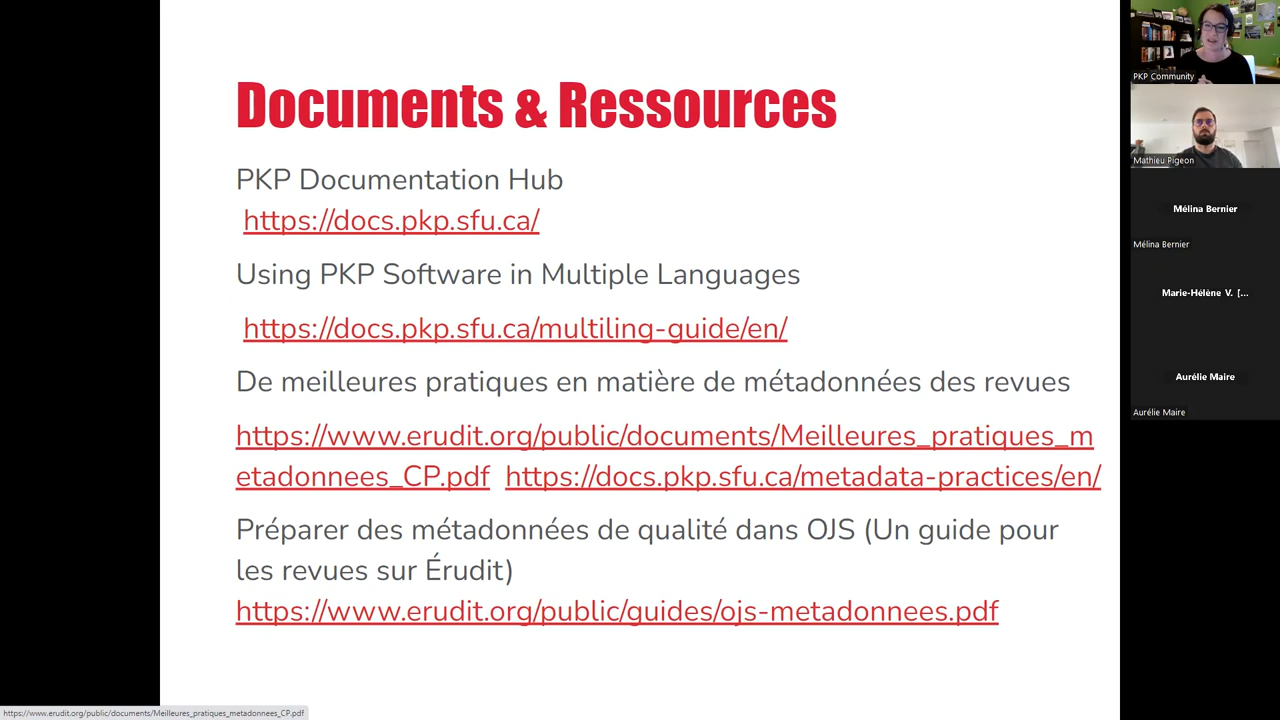 Documents & Ressources
PKP Documentation Hub
https://docs.pkp.sfu.ca/
Using PKP Software in Multiple Languages
https://docs.pkp.sfu.ca/multiling-guide/en/
De meilleures pratiques en matière de métadonnées des revues
https://www.erudit.org/public/documents/Meilleures_pratiques_m
etadonnees_CP.pdf https://docs.pkp.sfu.ca/metadata-practices/en/
Préparer des métadonnées de qualité dans OJS (Un guide pour
les revues sur Érudit)
https://www.erudit.org/public/guides/ojs-metadonnees.pdf
https://www.erudit.org/public/documents/Meilleures_pratiques_metadonnees_CP.pdf
PKP Community
Mathieu Pigeon
Mélina Bernier
Mélina Bernier
Marie-Hélène V. [...
Aurélie Maire
Aurélie Maire